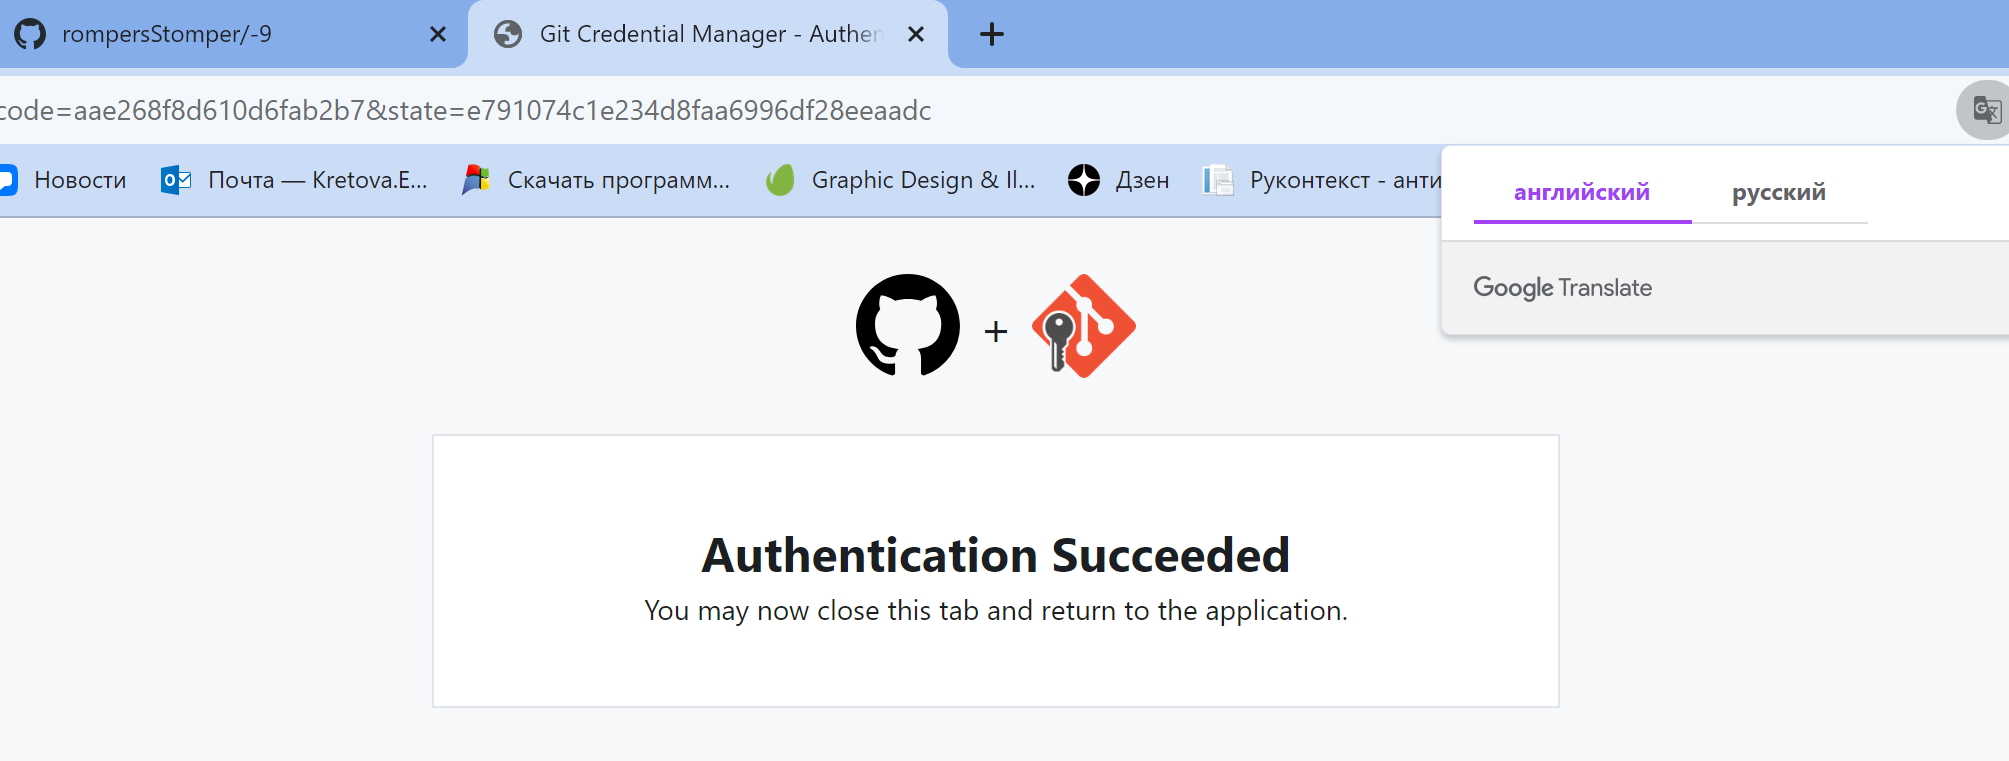 rompersStomper/-9
Git Credential Manager - Authen
code=aae268f8d610d6fab2b7&state=e791074c1e234d8faa6996df28eeaadc
Новости
Почта — Kretova.E...
Скачать программ...
Graphic Design & Il...
Дзен
Руконтекст - анти
английский
русский
Google Translate
+
Authentication Succeeded
You may now close this tab and return to the application.